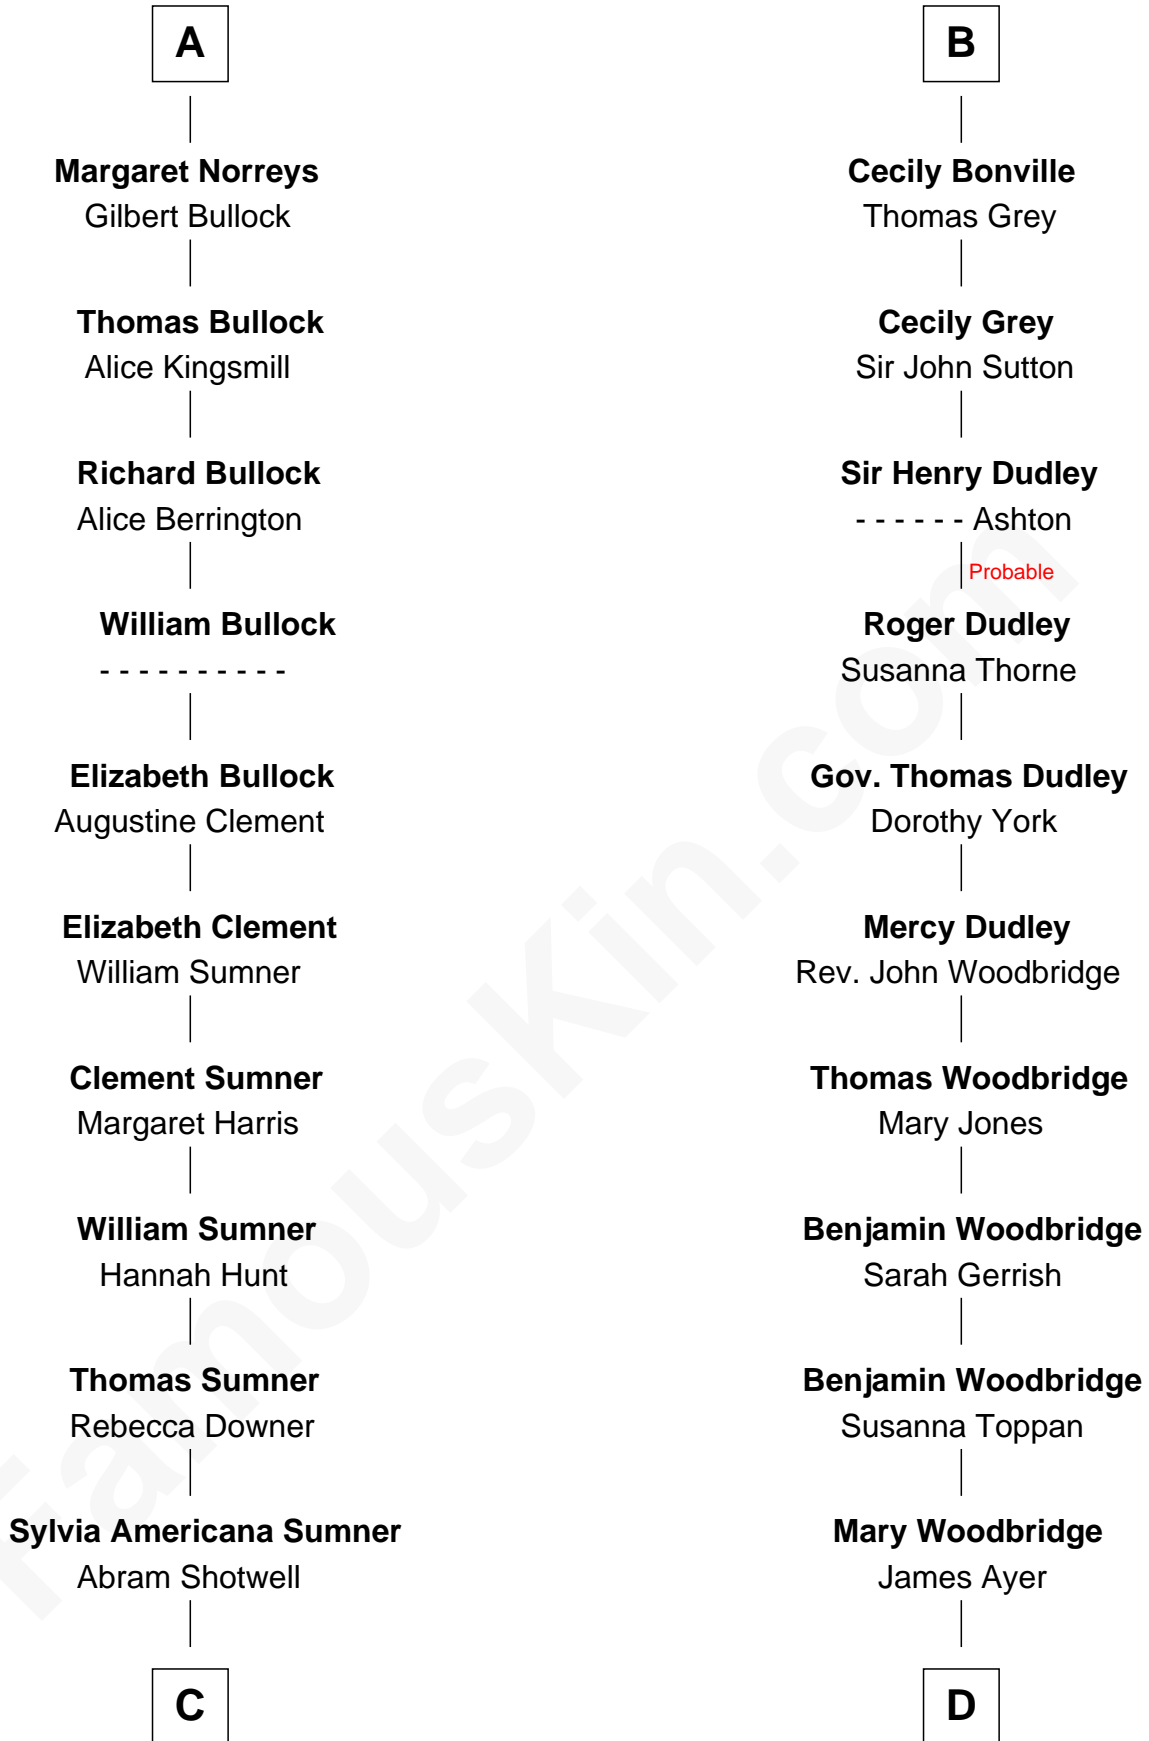 A
Margaret Norreys
Gilbert Bullock
Thomas Bullock
Alice Kingsmill
Richard Bullock
Alice Berrington
William Bullock
- - - - - - - - - -
Elizabeth Bullock
Augustine Clement
Elizabeth Clement
William Sumner
Clement Sumner
Margaret Harris
William Sumner
Hannah Hunt
Thomas Sumner
Rebecca Downer
Sylvia Americana Sumner
Abram Shotwell
C
B
Cecily Bonville
Thomas Grey
Cecily Grey
Sir John Sutton
Sir Henry Dudley
- - - - - - Ashton
Probable
Roger Dudley
Susanna Thorne
Gov. Thomas Dudley
Dorothy York
Mercy Dudley
Rev. John Woodbridge
Thomas Woodbridge
Mary Jones
Benjamin Woodbridge
Sarah Gerrish
Benjamin Woodbridge
Susanna Toppan
Mary Woodbridge
James Ayer
D
FamousKin.com